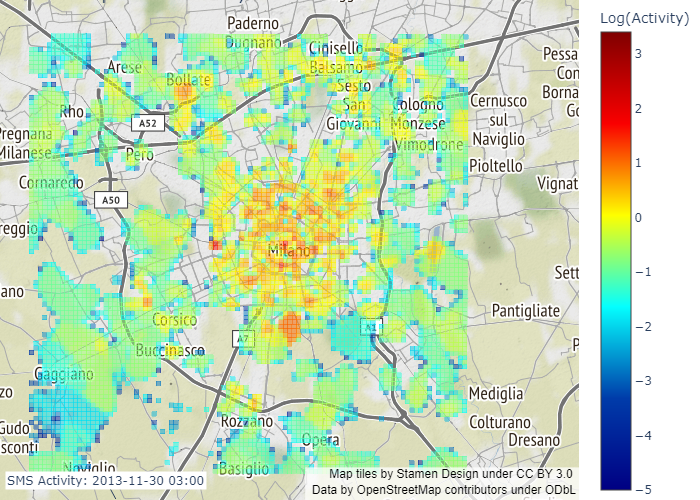 Log(Activity)
3
2
1
0
−1
−2
−3
−4
−5
Paderno
Dugnano
Cinisello
Balsamo
Arese
Bollate
Sesto
San
Giovanni
Cologno
Monzese
Cernusco
sul
Naviglio
Pessa
Con
Borna
Go
Rho
A52
Pregnana
Milanese
Pero
Vimodrone
Pioltello
Cornaredo
A50
Vignat
reggio
Milano
Sett
ano
Corsico
A7
A1
Pantigliate
Buccinasco
P
Gaggiano
zo
Mediglia
Rozzano
Colturano
Gudo
sconti
Opera
Dresano
Noviglio
Basiglio
SMS Activity: 2013-11-30 03:00
Map tiles by Stamen Design under CC BY 3.0
Data by OpenStreetMap contributors under ODbL